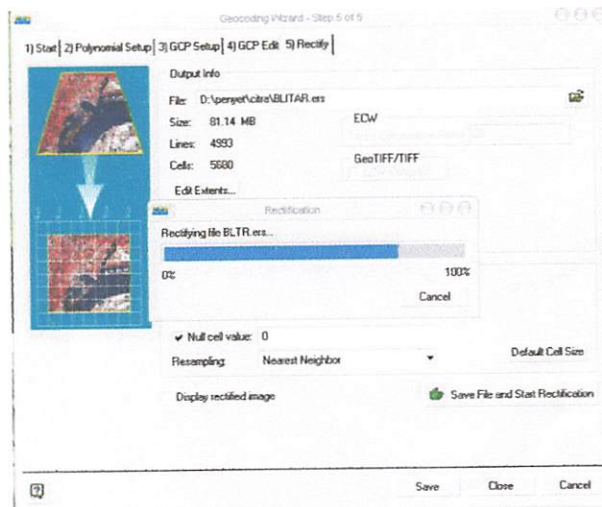 Geocoding Wizard - Step 5 of 5
1) Start 2) Polynomial Setup 3) GCP Setup 4) GCP Edit 5) Rectify
Output Info
File: D:\penyet\citra\BLITAR.ers
Size: 81.14 MB
ECW
Lines: 4993
Cells: 5680
GeoTIFF/TIFF
Edit Extents...
Rectification
Rectifying file BLTR.ers...
0% 100%
Cancel
Null cell value: 0
Resampling: Nearest Neighbor
Default Cell Size
Display rectified image
Save File and Start Rectification
Save Close Cancel